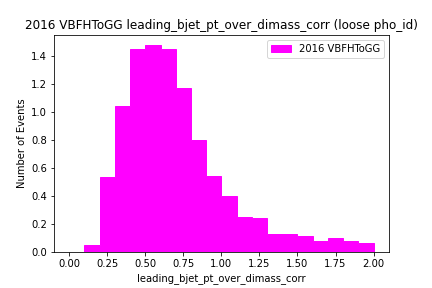 2016 VBFHToGG leading_bjet_pt_over_dimass_corr (loose pho_id)
2016 VBFHToGG
Number of Events
1.4
1.2
1.0
0.8
0.6
0.4
0.2
0.0
0.00 0.25 0.50 0.75 1.00 1.25 1.50 1.75 2.00
leading_bjet_pt_over_dimass_corr